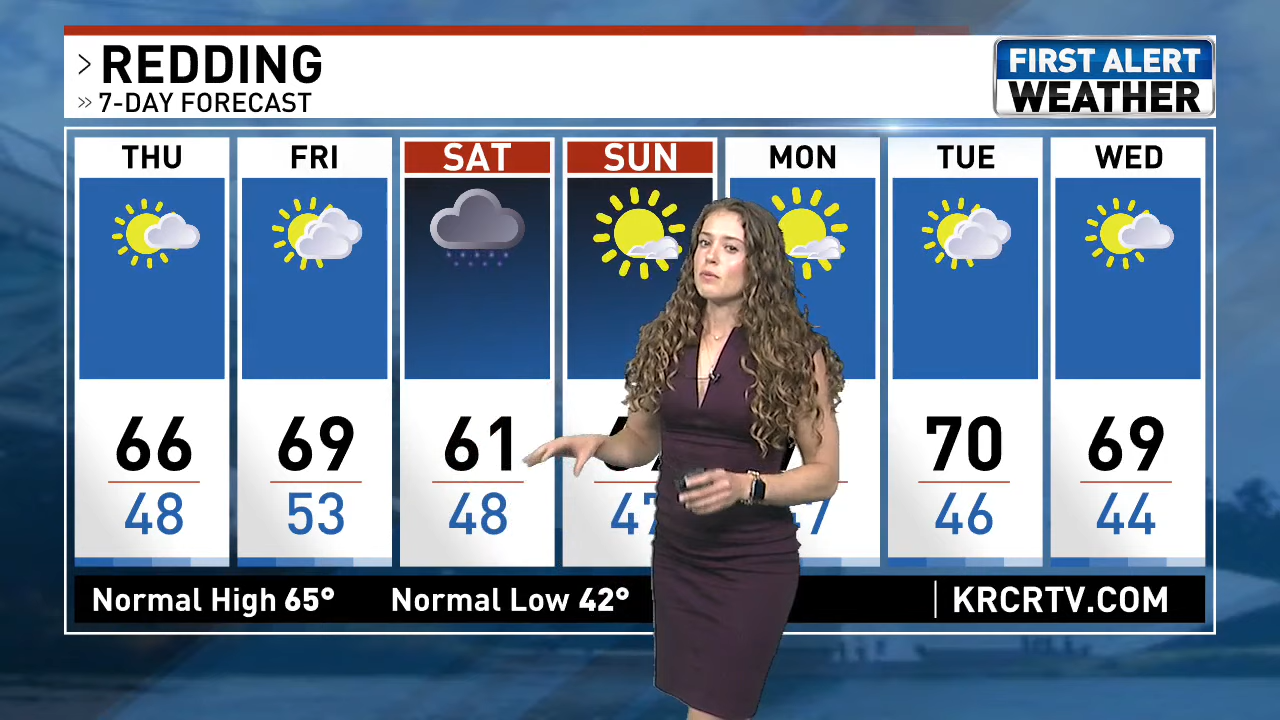 > REDDING
» 7-DAY FORECAST
FIRST ALERT
WEATHER
THU
FRI
SAT
SUN
MON
TUE
WED
66
69
61
70
69
48
53
48
47
46
44
Normal High 65° Normal Low 42°
KRCRTV.COM